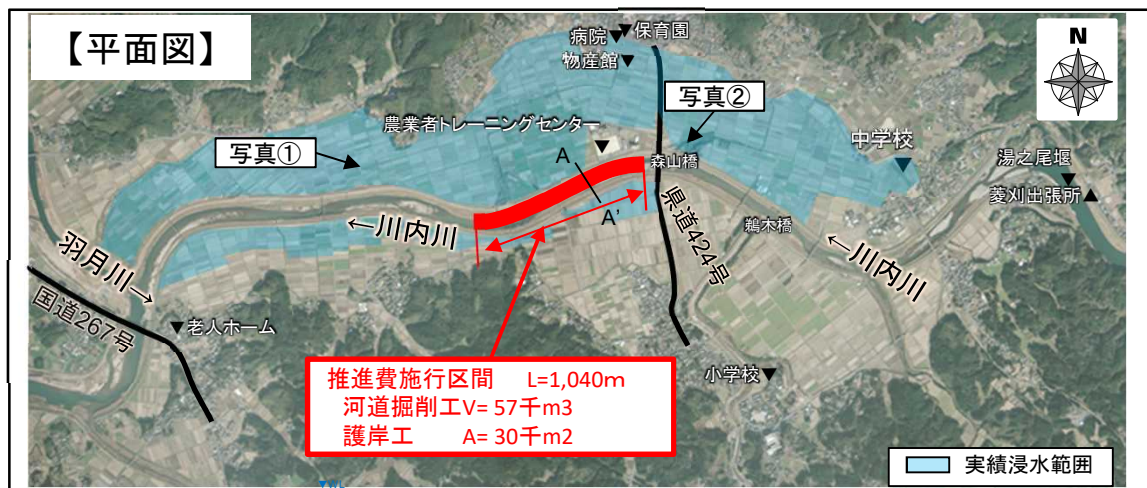 【平面図】
病院
保育園
物産館
N
写真②
農業者トレーニングセンター
写真①
中学校
A
森山橋
湯之尾堰
菱刈出張所
A'
県道424号
←川内川
鵜木橋
←川内川
羽月川→
国道267号
老人ホーム
推進費施行区間 L=1,040m
河道掘削工V= 57千m3
護岸工 A= 30千m2
小学校
実績浸水範囲